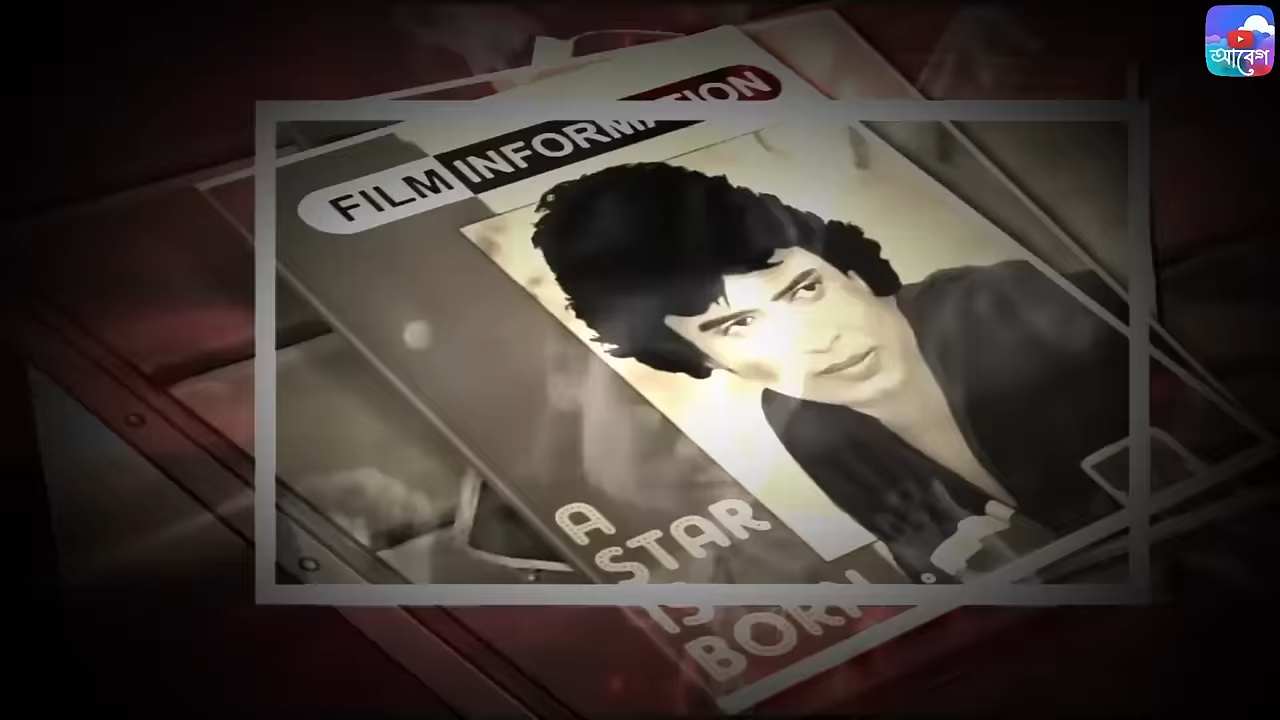 আবেগ
FILM INFORMATION
A
STAR
IS
BORN